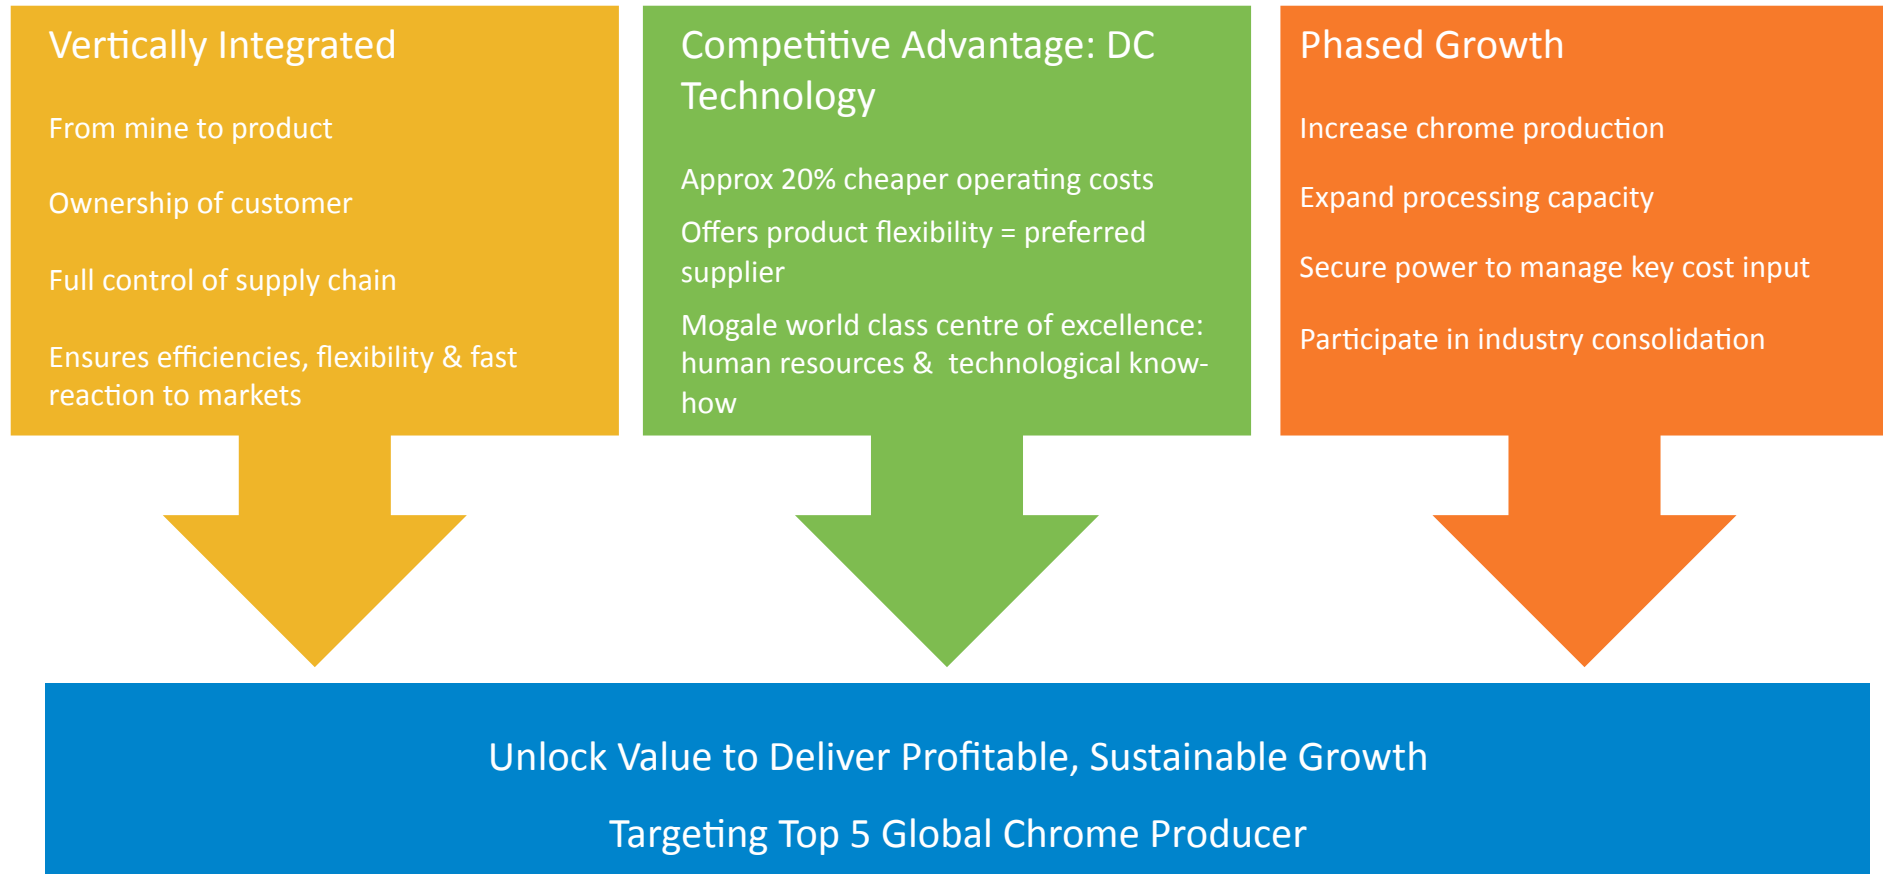 Vertically Integrated
From mine to product
Ownership of customer
Full control of supply chain
Ensures efficiencies, flexibility & fast
reaction to markets
Competitive Advantage: DC
Technology
Approx 20% cheaper operating costs
Offers product flexibility = preferred
supplier
Mogale world class centre of excellence:
human resources &  technological know-
how
Phased Growth
Increase chrome production
Expand processing capacity
Secure power to manage key cost input
Participate in industry consolidation
Unlock Value to Deliver Profitable, Sustainable Growth
Targeting Top 5 Global Chrome Producer